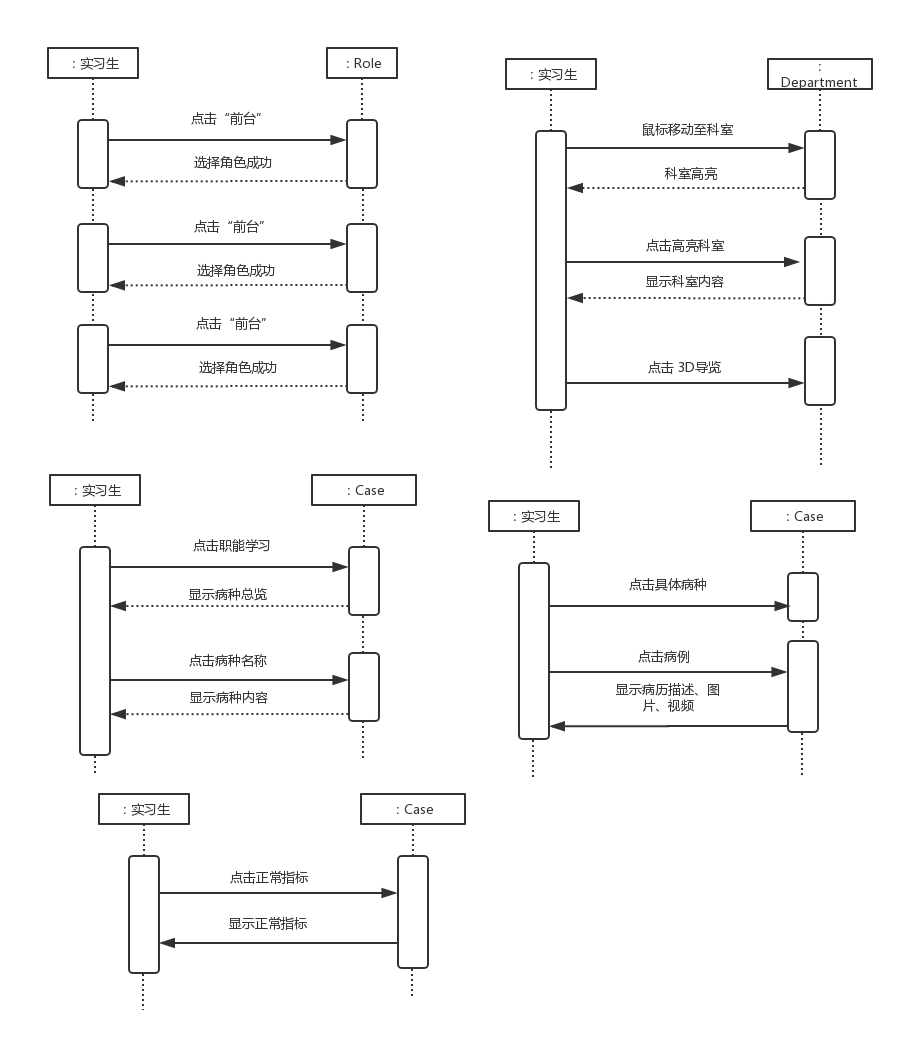 ：实习生
：Role
点击“前台”
选择角色成功
点击“前台”
选择角色成功
点击“前台”
选择角色成功
：实习生
：
Department
鼠标移动至科室
科室高亮
点击高亮科室
显示科室内容
点击 3D导览
：实习生
：Case
点击职能学习
显示病种总览
点击病种名称
显示病种内容
：实习生
：Case
点击具体病种
点击病例
显示病历描述、图
片、视频
：实习生
：Case
点击正常指标
显示正常指标